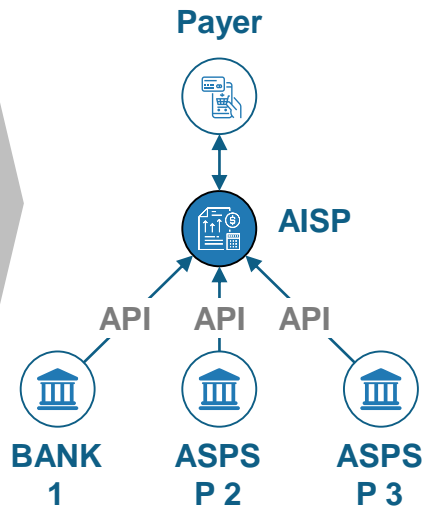 Payer
AISP
API API API
BANK ASPS ASPS
1 P 2 P 3